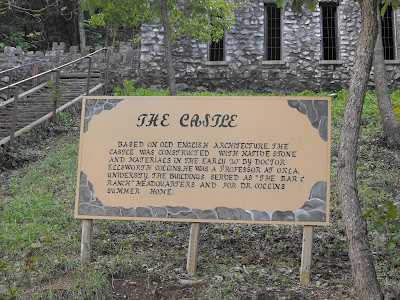 THE CASTLE
BASED ON OLD ENGLISH ARCHITECTURE THE
CASTLE WAS CONSTRUCTED WITH NATIVE STONE
AND MATERIALS IN THE EARLY 30' BY DOCTOR
ELLSWORTH COLLINS. HE WAS A PROFESSOR AT OKLA.
UNIVERSITY. THE BUILDINGS SERVED AS "THE BAR C
RANCH" HEADQUARTERS AND FOR DR. COLLINS
SUMMER HOME.